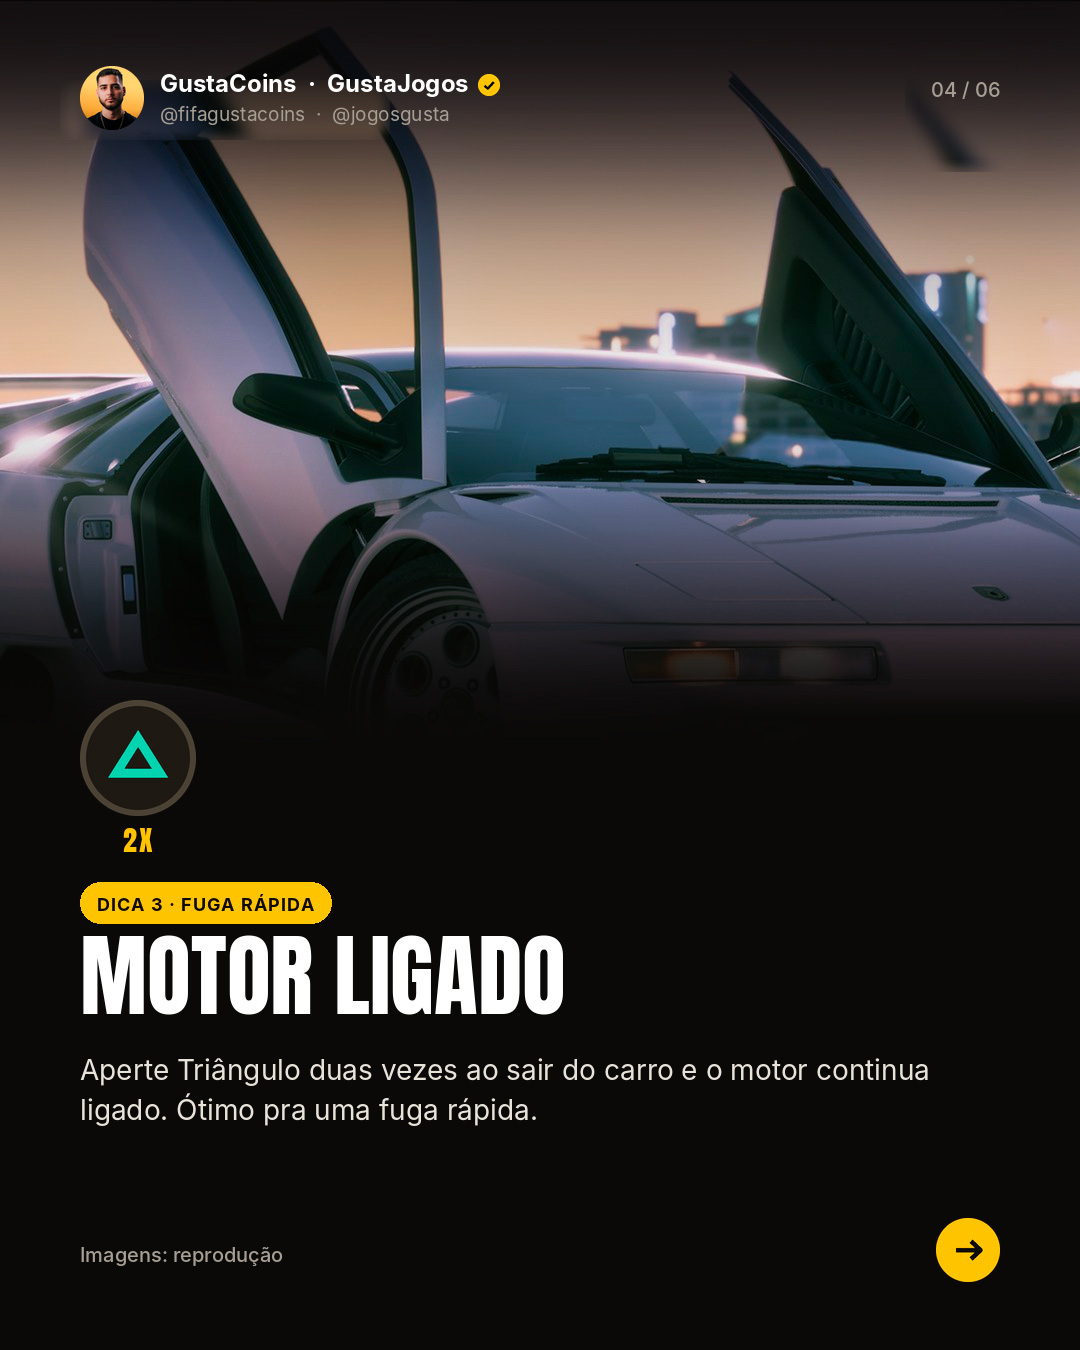 GustaCoins · GustaJogos
@fifagustacoins · @jogosgusta
04 / 06
2X
DICA 3 · FUGA RÁPIDA
MOTOR LIGADO
Aperte Triângulo duas vezes ao sair do carro e o motor continua
ligado. Ótimo pra uma fuga rápida.
Imagens: reprodução